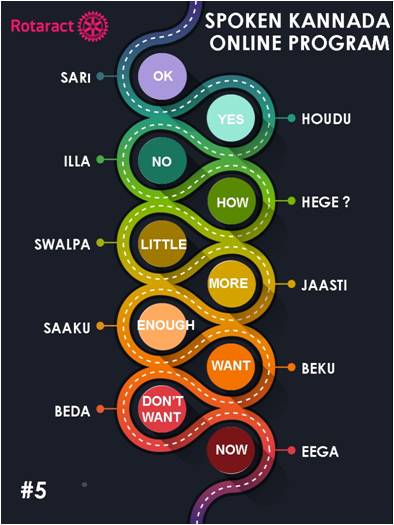 Rotaract
SPOKEN KANNADA
ONLINE PROGRAM
SARI
OK
YES
HOUDU
ILLA
NO
HOW
HEGE ?
SWALPA
LITTLE
MORE
JAASTI
SAAKU
ENOUGH
WANT
BEKU
BEDA
DON'T
WANT
NOW
EEGA
#5